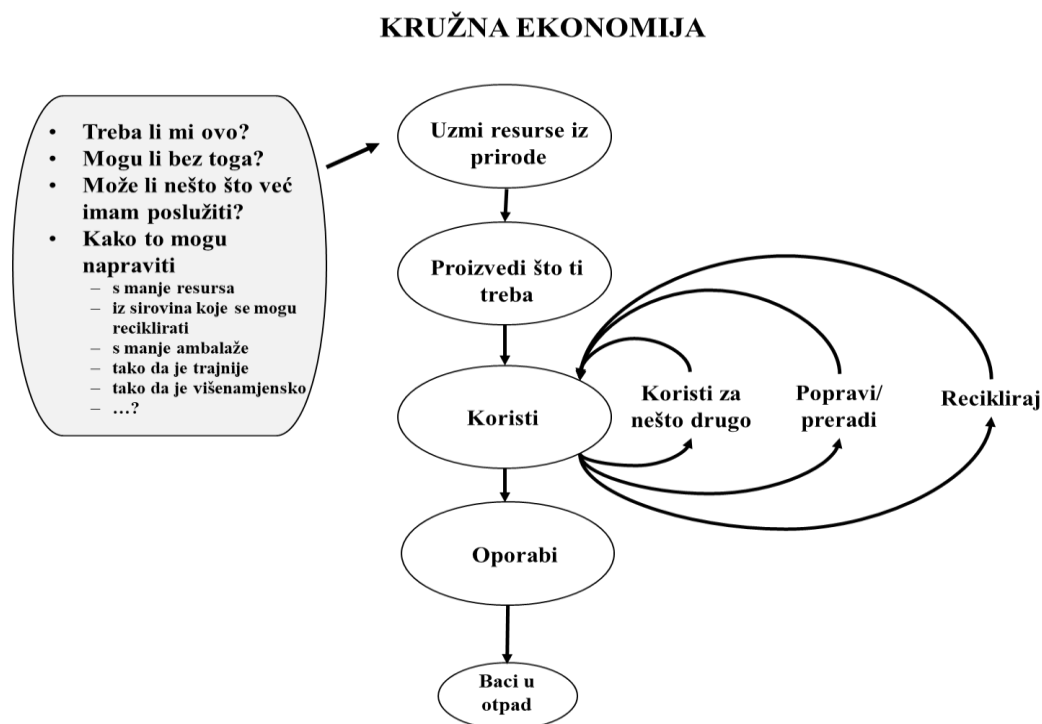 KRUŽNA EKONOMIJA
• Treba li mi ovo?
• Mogu li bez toga?
• Može li nešto što već
imam poslužiti?
• Kako to mogu
napraviti
– s manje resursa
– iz sirovina koje se mogu
reciklirati
– s manje ambalaže
– tako da je trajnije
– tako da je višenamjensko
– …?
Uzmi resurse iz
prirode
Proizvedi što ti
treba
Koristi
Koristi za
nešto drugo
Popravi/
preradi
Recikliraj
Oporabi
Baci u
otpad